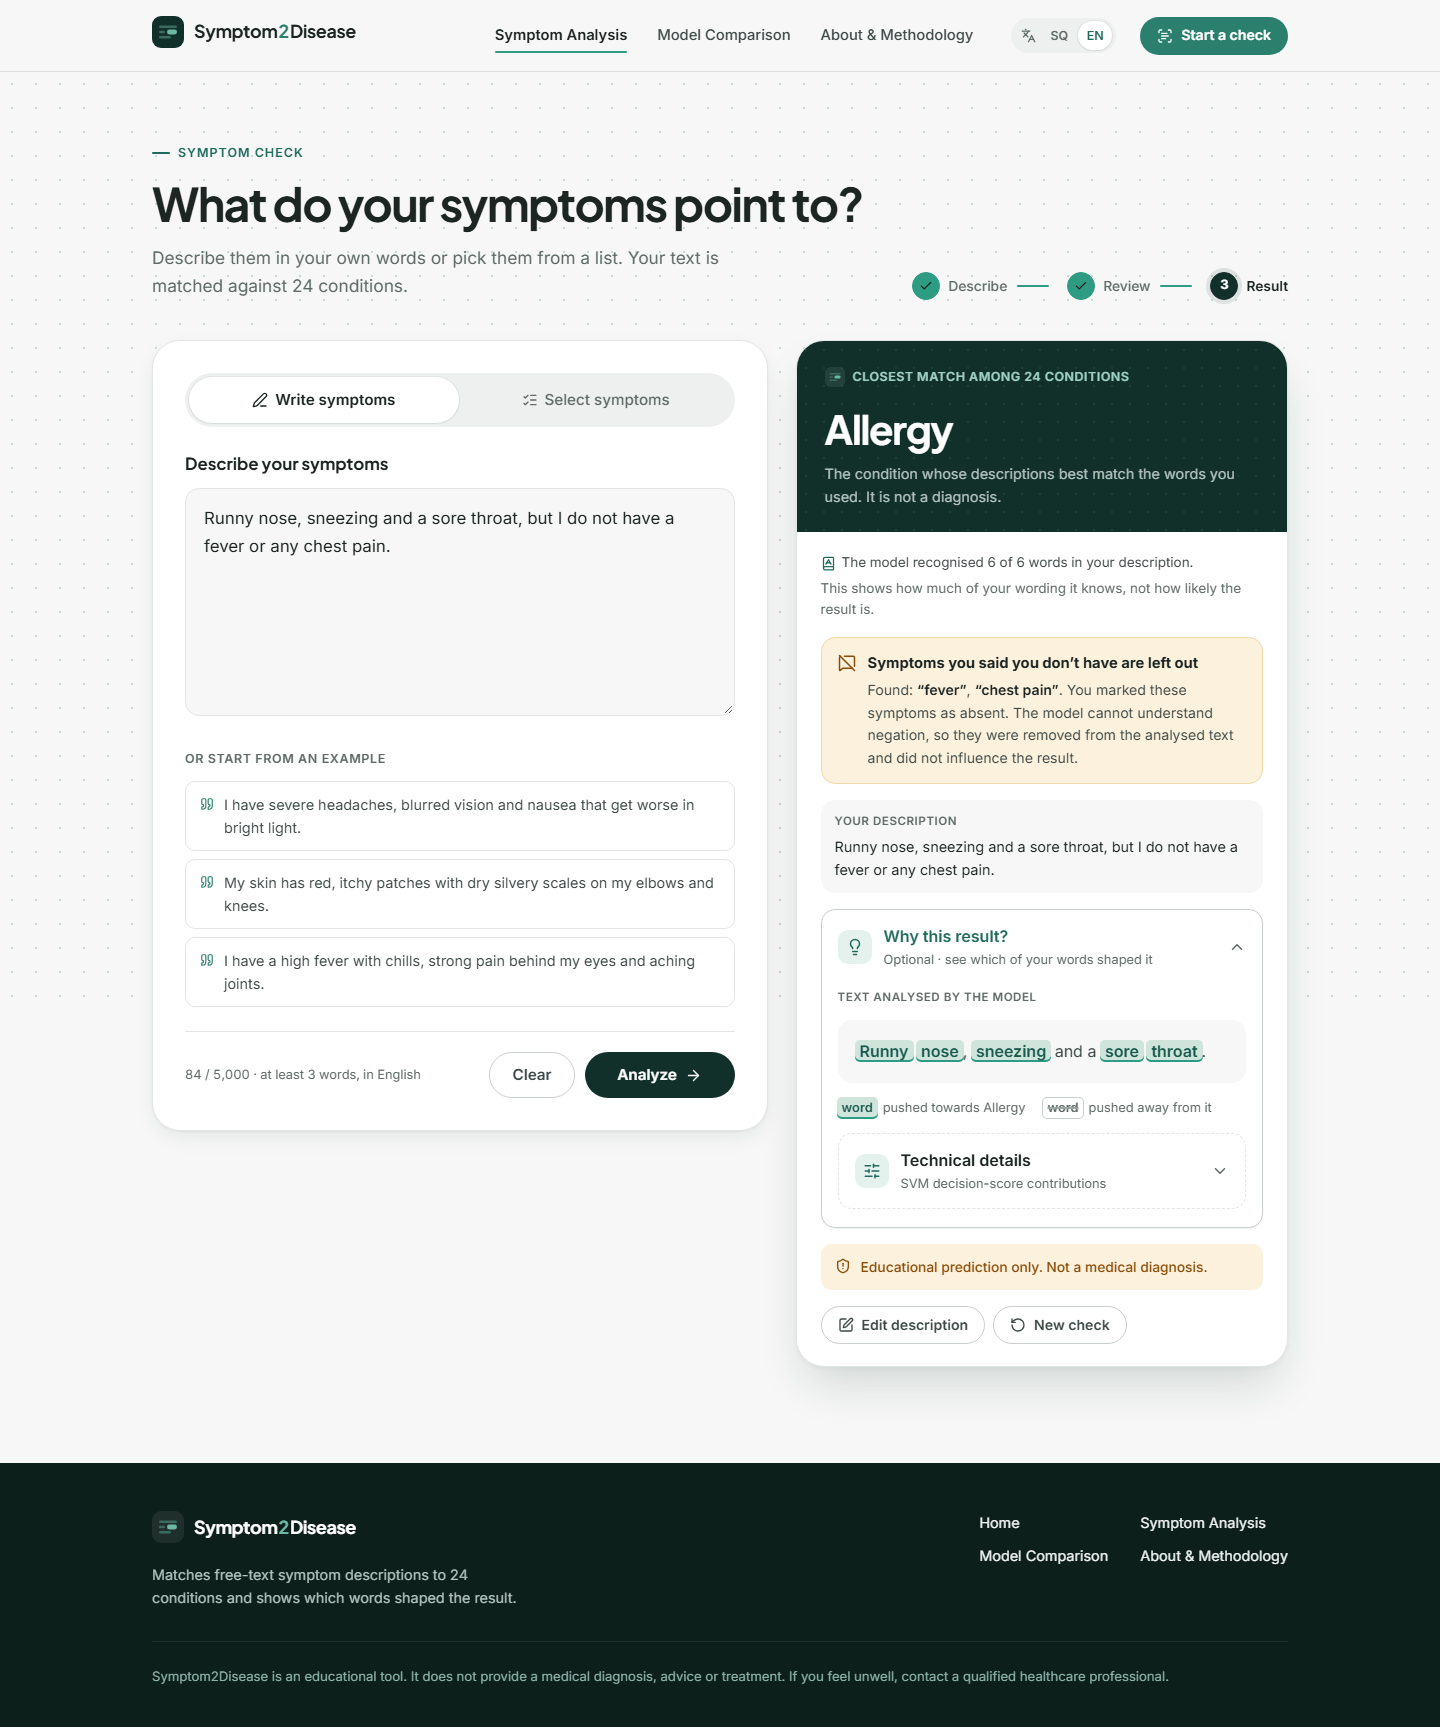 Symptom2Disease
Symptom Analysis
Model Comparison
About & Methodology
SQ
EN
Start a check
SYMPTOM CHECK
What do your symptoms point to?
Describe them in your own words or pick them from a list. Your text is
matched against 24 conditions.
Describe
Review
3
Result
Write symptoms
Select symptoms
Describe your symptoms
Runny nose, sneezing and a sore throat, but I do not have a
fever or any chest pain.
OR START FROM AN EXAMPLE
I have severe headaches, blurred vision and nausea that get worse in
bright light.
My skin has red, itchy patches with dry silvery scales on my elbows and
knees.
I have a high fever with chills, strong pain behind my eyes and aching
joints.
84 / 5,000 · at least 3 words, in English
Clear
Analyze
CLOSEST MATCH AMONG 24 CONDITIONS
Allergy
The condition whose descriptions best match the words you
used. It is not a diagnosis.
The model recognised 6 of 6 words in your description.
This shows how much of your wording it knows, not how likely the
result is.
Symptoms you said you don’t have are left out
Found: “fever”, “chest pain”. You marked these
symptoms as absent. The model cannot understand
negation, so they were removed from the analysed text
and did not influence the result.
YOUR DESCRIPTION
Runny nose, sneezing and a sore throat, but I do not have a
fever or any chest pain.
Why this result?
Optional · see which of your words shaped it
TEXT ANALYSED BY THE MODEL
Runny nose, sneezing and a sore throat.
word pushed towards Allergy
word pushed away from it
Technical details
SVM decision-score contributions
Educational prediction only. Not a medical diagnosis.
Edit description
New check
Symptom2Disease
Matches free-text symptom descriptions to 24
conditions and shows which words shaped the result.
Home
Symptom Analysis
Model Comparison
About & Methodology
Symptom2Disease is an educational tool. It does not provide a medical diagnosis, advice or treatment. If you feel unwell, contact a qualified healthcare professional.